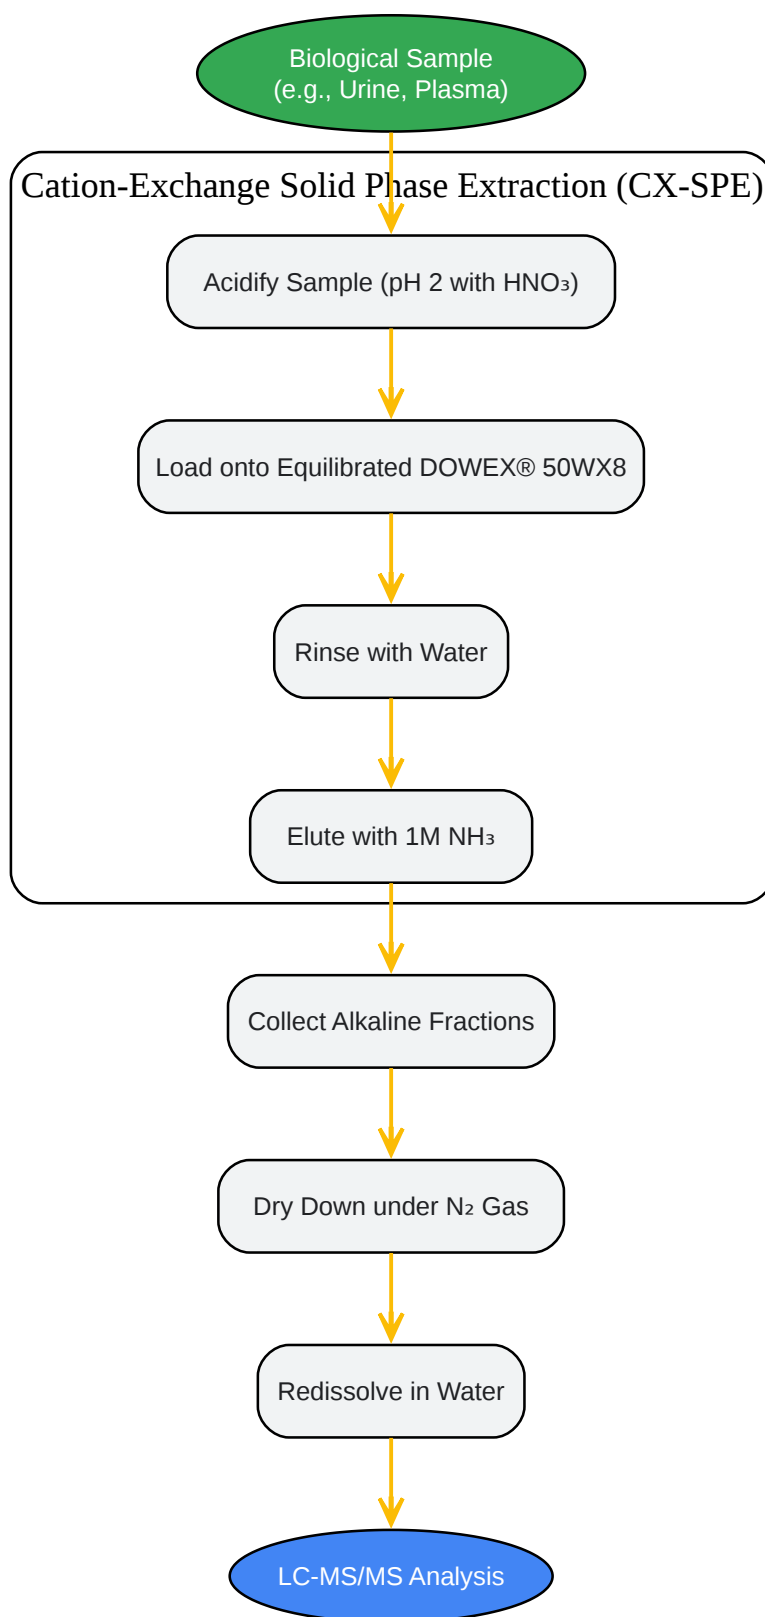 Biological Sample
(e.g., Urine, Plasma)
Cation-Exchange Solid Phase Extraction (CX-SPE)
Acidify Sample (pH 2 with HNO₃)
Load onto Equilibrated DOWEX® 50WX8
Rinse with Water
Elute with 1M NH₃
Collect Alkaline Fractions
Dry Down under N₂ Gas
Redissolve in Water
LC-MS/MS Analysis